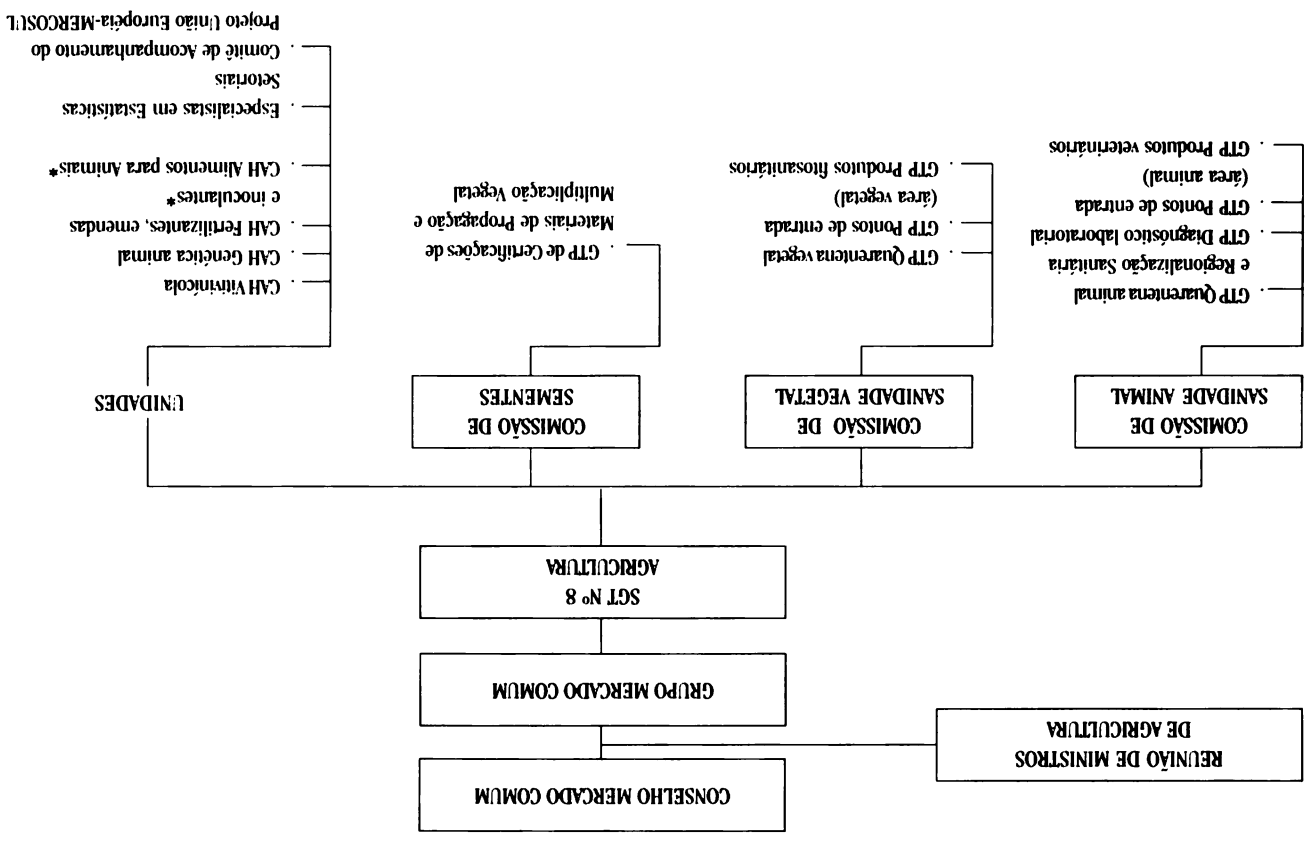 CONSELHO MERCADO COMUM
REUNIÃO DE MINISTROS
DE AGRICULTURA
GRUPO MERCADO COMUM
SGT Nº 8
AGRICULTURA
COMISSÃO DE
SANIDADE ANIMAL
. GTP Quarentena animal
e Regionalização Sanitária
. GTP Diagnóstico laboratorial
. GTP Pontos de entrada
(área animal)
. GTP Produtos veterinários
COMISSÃO DE
SANIDADE VEGETAL
. GTP Quarentena vegetal
. GTP Pontos de entrada
(área vegetal)
. GTP Produtos fitosanitários
COMISSÃO DE
SEMENTES
. GTP de Certificações de
Materiais de Propagação e
Multiplicação Vegetal
UNIDADES
. CAH Vitivinícola
. CAH Genética animal
. CAH Fertilizantes, emendas
e inoculantes*
. CAH Alimentos para Animais*
. Especialistas em Estatísticas
Setoriais
. Comitê de Acompanhamento do
Projeto União Européia-MERCOSUL